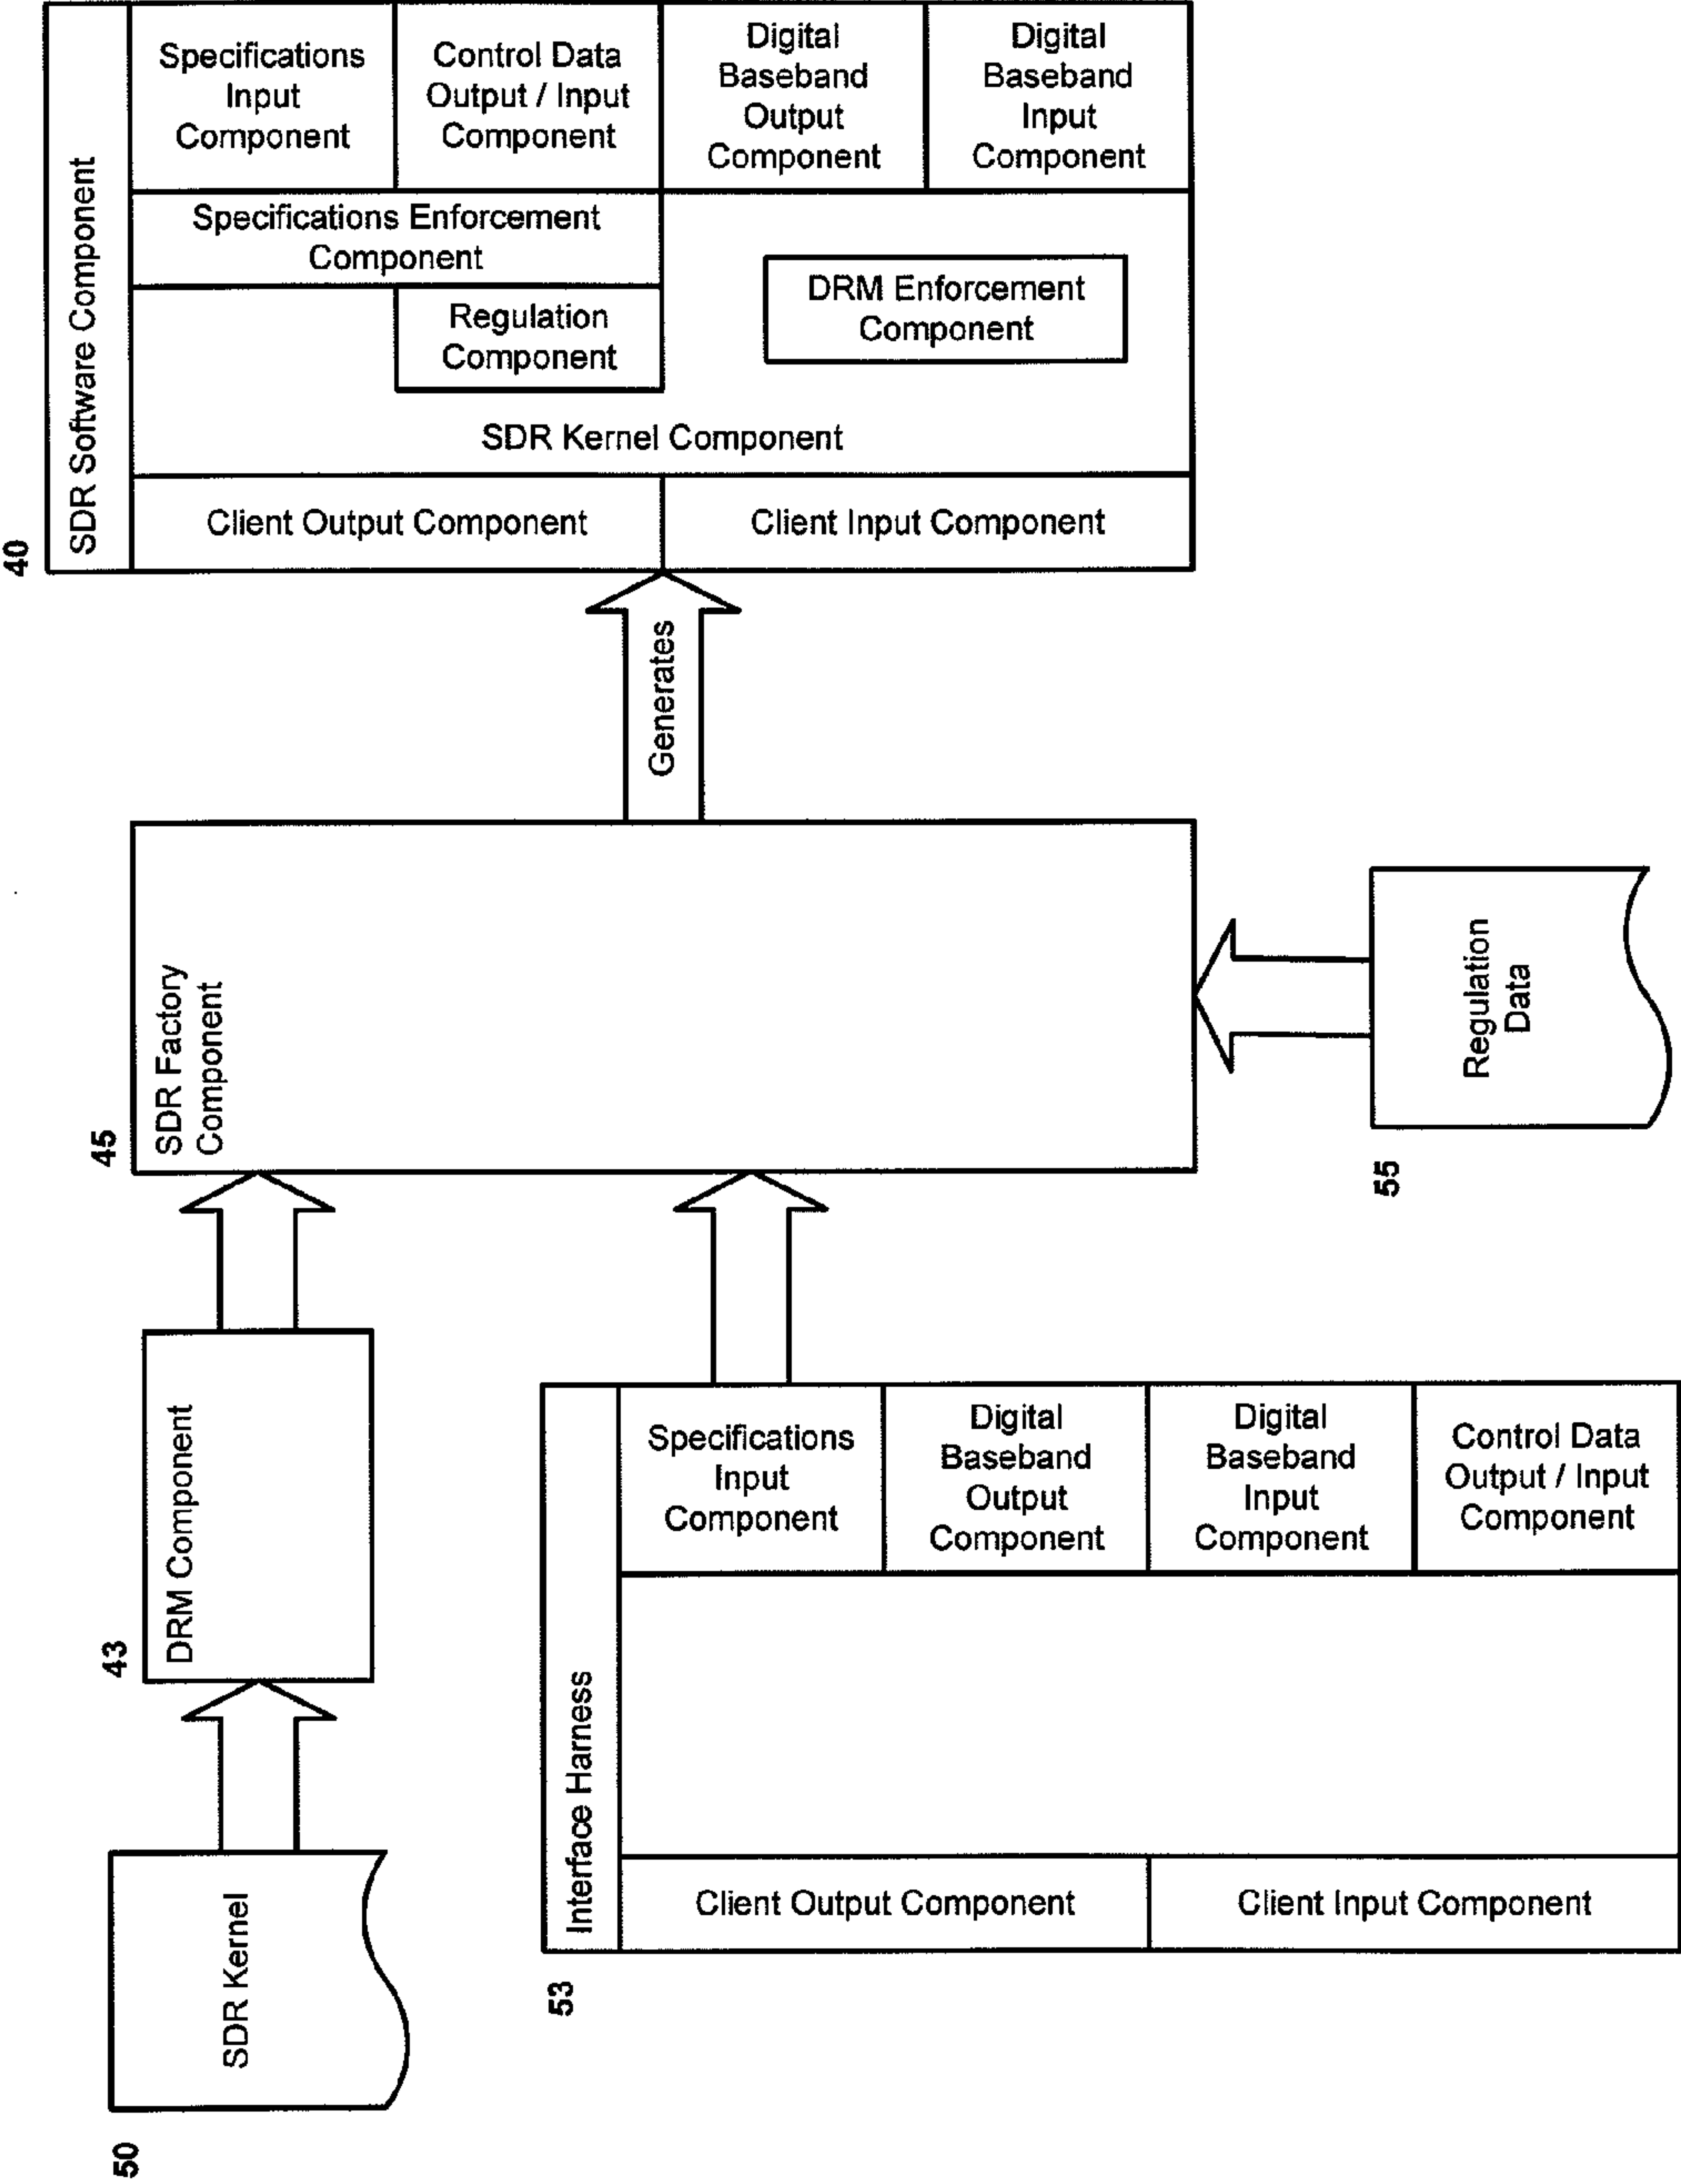 50
SDR Kernel
43
DRM Component
45
SDR Factory
Component
Generates
40
SDR Software Component
Specifications
Input
Component
Control Data
Output / Input
Component
Digital
Baseband
Output
Component
Digital
Baseband
Input
Component
Specifications Enforcement
Component
Regulation
Component
DRM Enforcement
Component
SDR Kernel Component
Client Output Component
Client Input Component
53
Interface Harness
Specifications
Input
Component
Digital
Baseband
Output
Component
Digital
Baseband
Input
Component
Control Data
Output / Input
Component
Client Output Component
Client Input Component
55
Regulation
Data